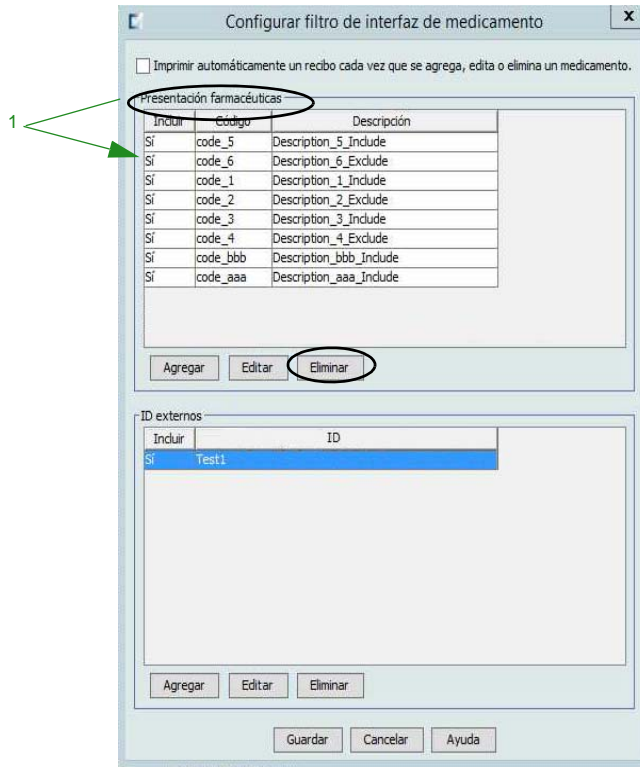 Configurar filtro de interfaz de medicamento
x
Imprimir automáticamente un recibo cada vez que se agrega, edita o elimina un medicamento.
Presentación farmacéuticas
1
Incluir Código Descripción
Sí code_5 Description_5_Include
Sí code_6 Description_6_Exclude
Sí code_1 Description_1_Include
Sí code_2 Description_2_Exclude
Sí code_3 Description_3_Include
Sí code_4 Description_4_Exclude
Sí code_bbb Description_bbb_Include
Sí code_aaa Description_aaa_Include
Agregar Editar Eliminar
ID externos
Incluir ID
Sí Test1
Agregar Editar Eliminar
Guardar Cancelar Ayuda